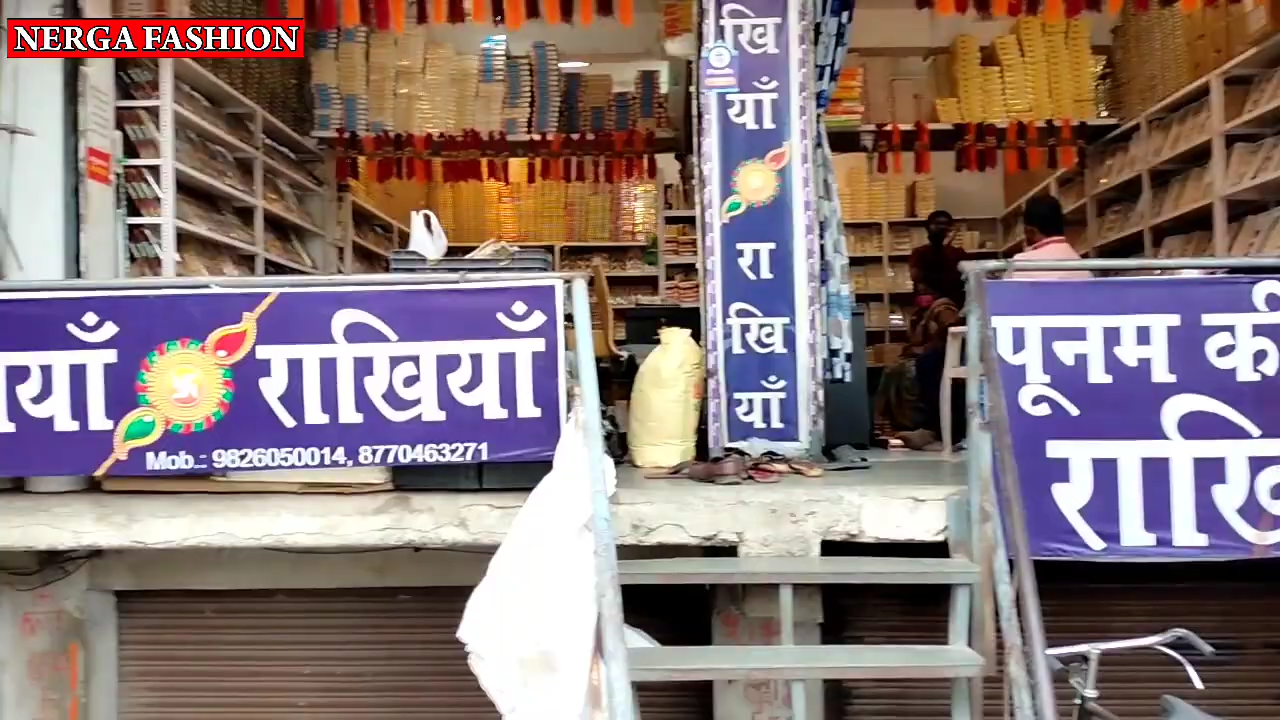 NERGA FASHION
खि
याँ
रा
खि
याँ
याँ राखियाँ
Mob.: 9826050014, 8770463271
पूनम की
राखि